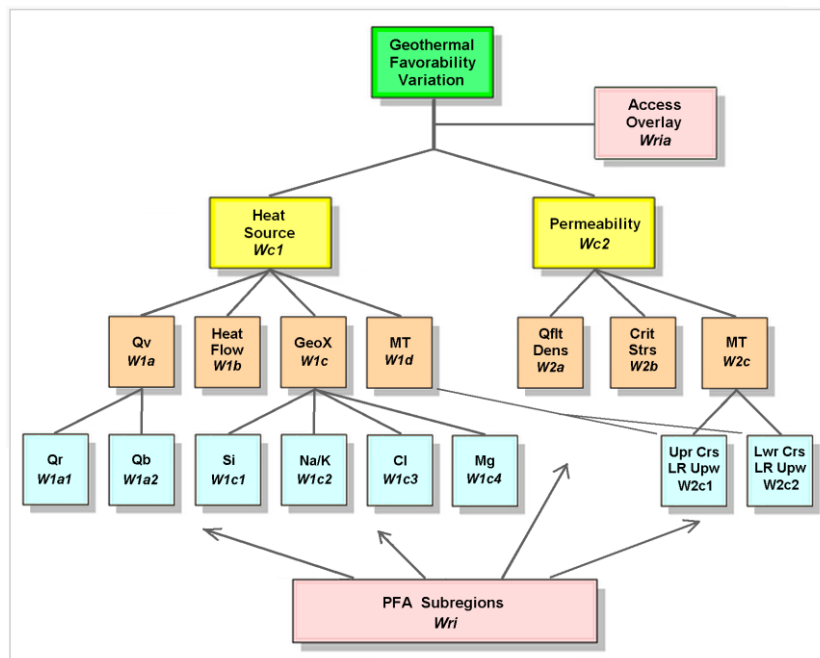 Geothermal
Favorability
Variation
Access
Overlay
Wria
Heat
Source
Wc1
Permeability
Wc2
Qv
W1a
Heat
Flow
W1b
GeoX
W1c
MT
W1d
Qflt
Dens
W2a
Crit
Strs
W2b
MT
W2c
Qr
W1a1
Qb
W1a2
Si
W1c1
Na/K
W1c2
Cl
W1c3
Mg
W1c4
Upr Crs
LR Upw
W2c1
Lwr Crs
LR Upw
W2c2
PFA Subregions
Wri